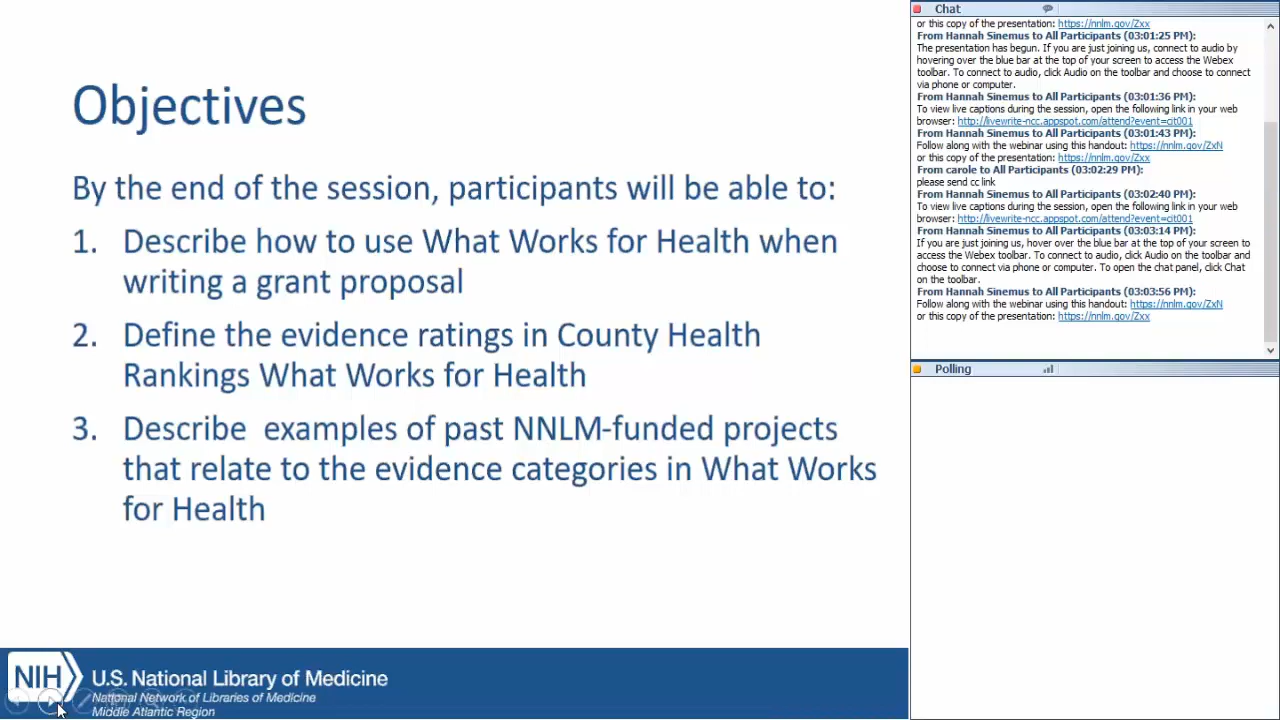 Objectives
By the end of the session, participants will be able to:
1. Describe how to use What Works for Health when
writing a grant proposal
2. Define the evidence ratings in County Health
Rankings What Works for Health
3. Describe examples of past NNLM-funded projects
that relate to the evidence categories in What Works
for Health
NIH
U.S. National Library of Medicine
National Network of Libraries of Medicine
Middle Atlantic Region
Chat
or this copy of the presentation: https://nnlm.gov/Zxx
From Hannah Sinemus to All Participants (03:01:25 PM):
The presentation has begun. If you are just joining us, connect to audio by
hovering over the blue bar at the top of your screen to access the Webex
toolbar. To connect to audio, click Audio on the toolbar and choose to connect
via phone or computer.
From Hannah Sinemus to All Participants (03:01:36 PM):
To view live captions during the session, open the following link in your web
browser: http://livewrite-ncc.appspot.com/attend?event=cit001
From Hannah Sinemus to All Participants (03:01:43 PM):
Follow along with the webinar using this handout: https://nnlm.gov/ZxN
or this copy of the presentation: https://nnlm.gov/Zxx
From carole to All Participants (03:02:29 PM):
please send cc link
From Hannah Sinemus to All Participants (03:02:40 PM):
To view live captions during the session, open the following link in your web
browser: http://livewrite-ncc.appspot.com/attend?event=cit001
From Hannah Sinemus to All Participants (03:03:14 PM):
If you are just joining us, hover over the blue bar at the top of your screen to
access the Webex toolbar. To connect to audio, click Audio on the toolbar and
choose to connect via phone or computer. To open the chat panel, click Chat
on the toolbar.
From Hannah Sinemus to All Participants (03:03:56 PM):
Follow along with the webinar using this handout: https://nnlm.gov/ZxN
or this copy of the presentation: https://nnlm.gov/Zxx
Polling